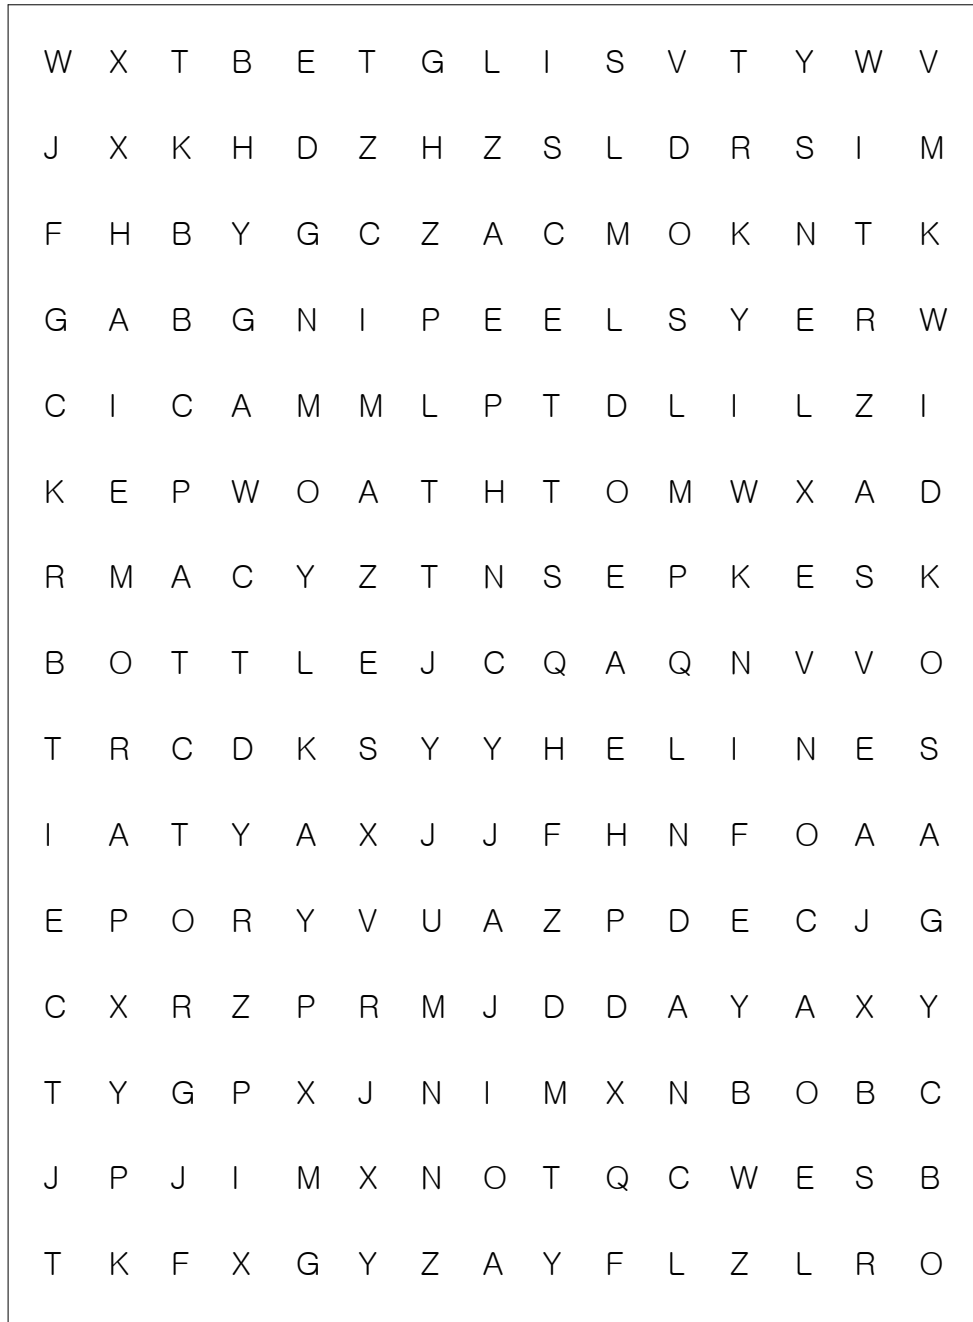 W X T B E T G L I S V T Y W V
J X K H D Z H Z S L D R S I M
F H B Y G C Z A C M O K N T K
G A B G N I P E E L S Y E R W
C I C A M M L P T D L I L Z I
K E P W O A T H T O M W X A D
R M A C Y Z T N S E P K E S K
B O T T L E J C Q A Q N V V O
T R C D K S Y Y H E L I N E S
I A T Y A X J J F H N F O A A
E P O R Y V U A Z P D E C J G
C X R Z P R M J D D A Y A X Y
T Y G P X J N I M X N B O B C
J P J I M X N O T Q C W E S B
T K F X G Y Z A Y F L Z L R O